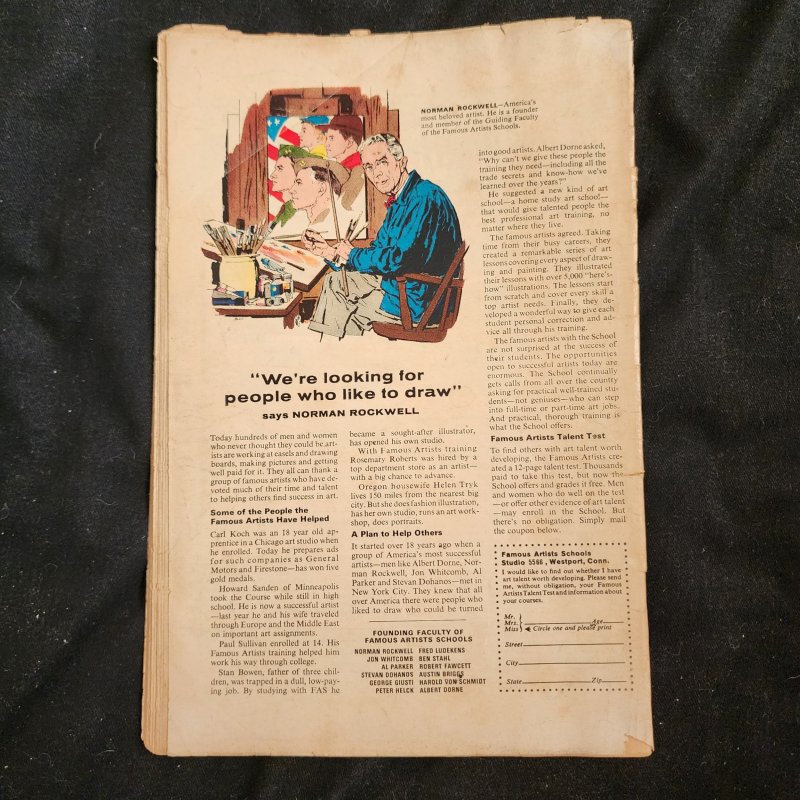 NORMAN ROCKWELL—America's
most beloved artist. He is a founder
and member of the Guiding Faculty
of the Famous Artists Schools.
"We're looking for
people who like to draw"
says NORMAN ROCKWELL
Today hundreds of men and women
who never thought they could be art-
ists are working at easels and drawing
boards, making pictures and getting
well paid for it. They all can thank a
group of famous artists who have de-
voted much of their time and talent
to helping others find success in art.
Some of the People the
Famous Artists Have Helped
Carl Koch was an 18 year old ap-
prentice in a Chicago art studio when
he enrolled. Today he prepares ads
for such companies as General
Motors and Firestone—has won five
gold medals.
Howard Sanden of Minneapolis
took the Course while still in high
school. He is now a successful artist
—last year he and his wife traveled
through Europe and the Middle East
on important art assignments.
Paul Sullivan enrolled at 14. His
Famous Artists training helped him
work his way through college.
Stan Bowen, father of three chil-
dren, was trapped in a dull, low-pay-
ing job. By studying with FAS he
became a sought-after illustrator,
has opened his own studio.
With Famous Artists training
Rosemary Roberts was hired by a
top department store as an artist—
with a big chance to advance.
Oregon housewife Helen Tryk
lives 150 miles from the nearest big
city. But she does fashion illustration,
has her own studio, runs an art work-
shop, does portraits.
A Plan to Help Others
It started over 18 years ago when a
group of America's most successful
artists—men like Albert Dorne, Nor-
man Rockwell, Jon Whitcomb, Al
Parker and Stevan Dohanos—met in
New York City. They knew that all
over America there were people who
liked to draw who could be turned
FOUNDING FACULTY OF
FAMOUS ARTISTS SCHOOLS
NORMAN ROCKWELL FRED LUDEKENS
JON WHITCOMB BEN STAHL
AL PARKER ROBERT FAWCETT
STEVAN DOHANOS AUSTIN BRIGGS
GEORGE GIUSTI HAROLD VON SCHMIDT
PETER HELCK ALBERT DORNE
into good artists. Albert Dorne asked,
"Why can't we give these people the
training they need—including all the
trade secrets and know-how we've
learned over the years?"
He suggested a new kind of art
school—a home study art school—
that would give talented people the
best professional art training, no
matter where they live.
The famous artists agreed. Taking
time from their busy careers, they
created a remarkable series of art
lessons covering every aspect of draw-
ing and painting. They illustrated
their lessons with over 5,000 "here's-
how" illustrations. The lessons start
from scratch and cover every skill a
top artist needs. Finally, they de-
veloped a wonderful way to give each
student personal correction and ad-
vice all through his training.
The famous artists with the School
are not surprised at the success of
their students. The opportunities
open to successful artists today are
enormous. The School continually
gets calls from all over the country
asking for practical well-trained stu-
dents—not geniuses—who can step
into full-time or part-time art jobs.
And practical, thorough training is
what the School offers.
Famous Artists Talent Test
To find others with art talent worth
developing, the Famous Artists cre-
ated a 12-page talent test. Thousands
paid to take this test, but now the
School offers and grades it free. Men
and women who do well on the test
—or offer other evidence of art talent
—may enroll in the School. But
there's no obligation. Simply mail
the coupon below.
Famous Artists Schools
Studio 5566, Westport, Conn.
I would like to find out whether I have
art talent worth developing. Please send
me, without obligation, your Famous
Artists Talent Test and information about
your courses.
Mr.
Mrs. Age
Miss Circle one and please print
Street
City
State Zip